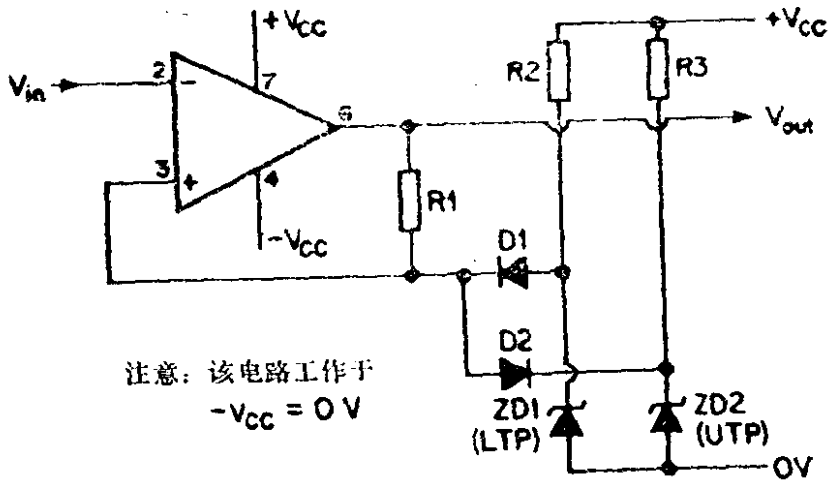 +VCC
+VCC
Vin
2
-
7
6
R2
R3
Vout
3
+
4
-VCC
R1
D1
D2
注意：该电路工作于
-VCC = 0 V
ZD1
(LTP)
ZD2
(UTP)
0V